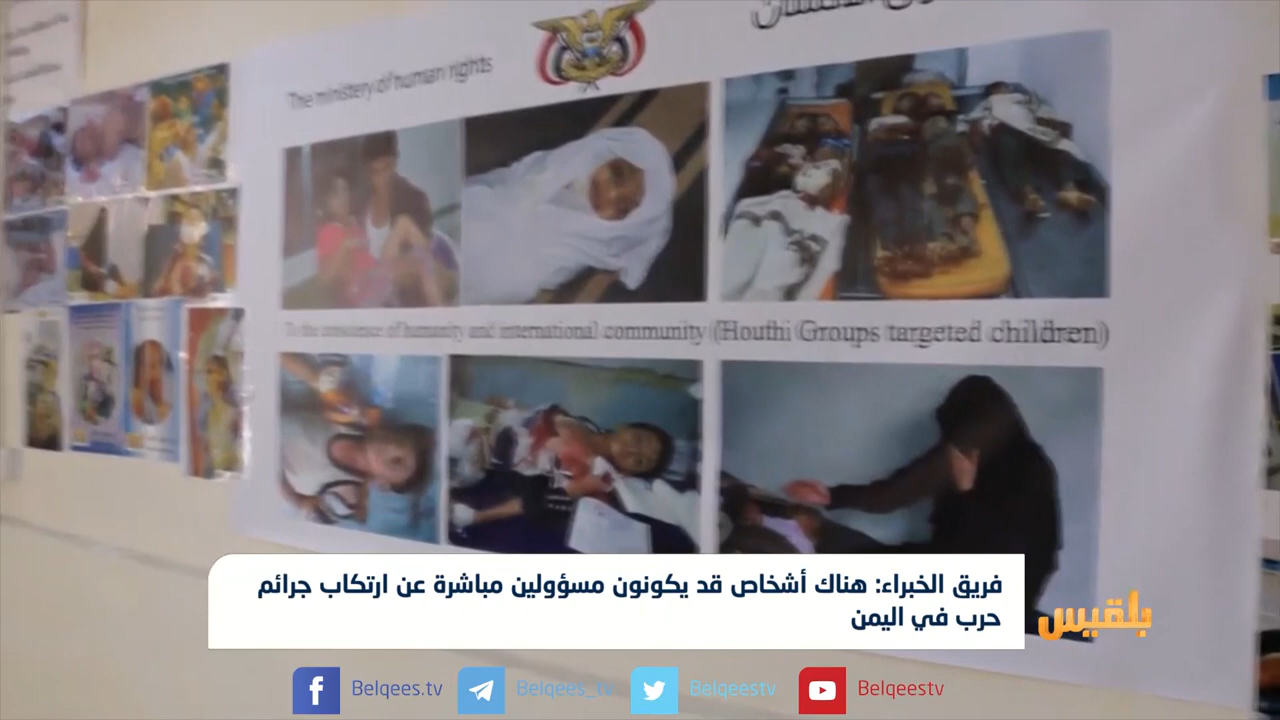 The ministery of human rights
To the conscience of humanity and international community (Houthi Groups targeted children)
فريق الخبراء: هناك أشخاص قد يكونون مسؤولين مباشرة عن ارتكاب جرائم
حرب في اليمن
بلقيس
Belqees.tv
Belqees_tv
Belqeestv
Belqeestv